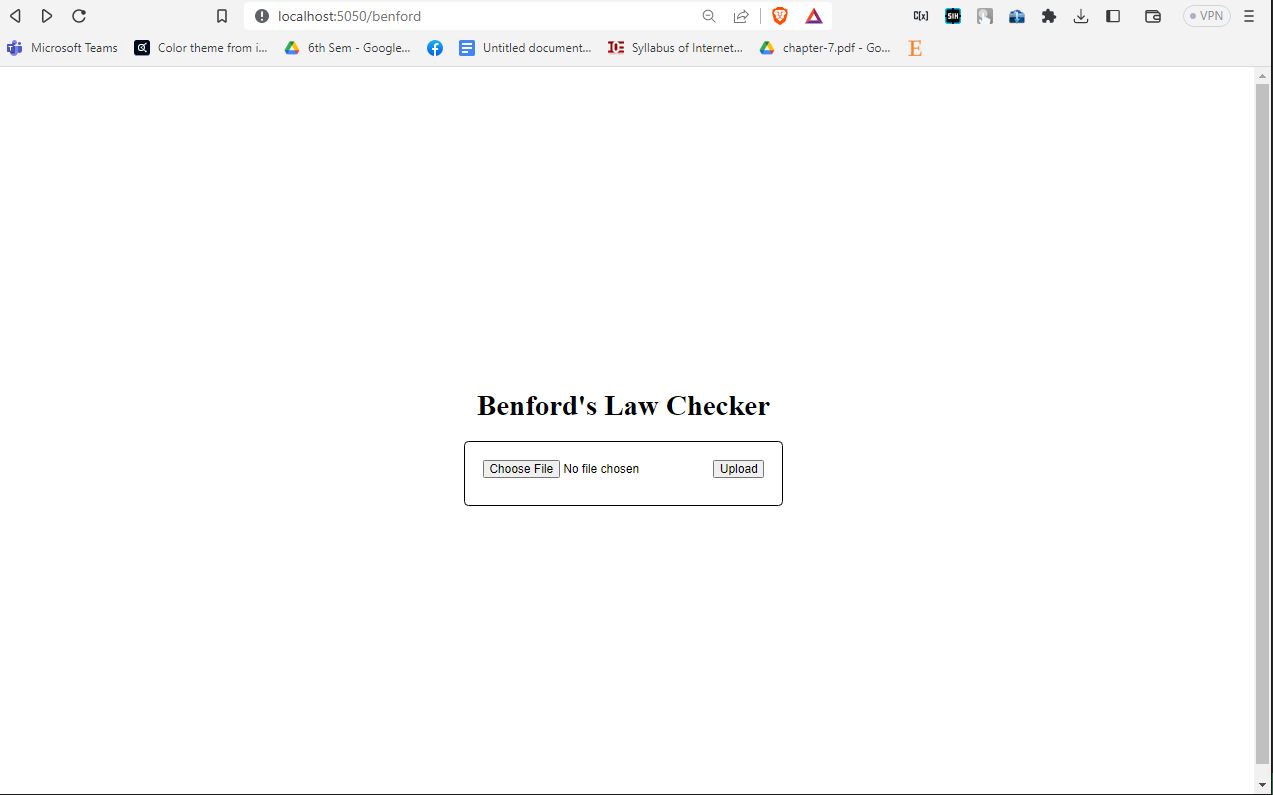 localhost:5050/benford
C(x)
SIH
VPN
Microsoft Teams
Color theme from i...
6th Sem - Google...
Untitled document...
Syllabus of Internet...
chapter-7.pdf - Go...
E
Benford's Law Checker
Choose File No file chosen Upload